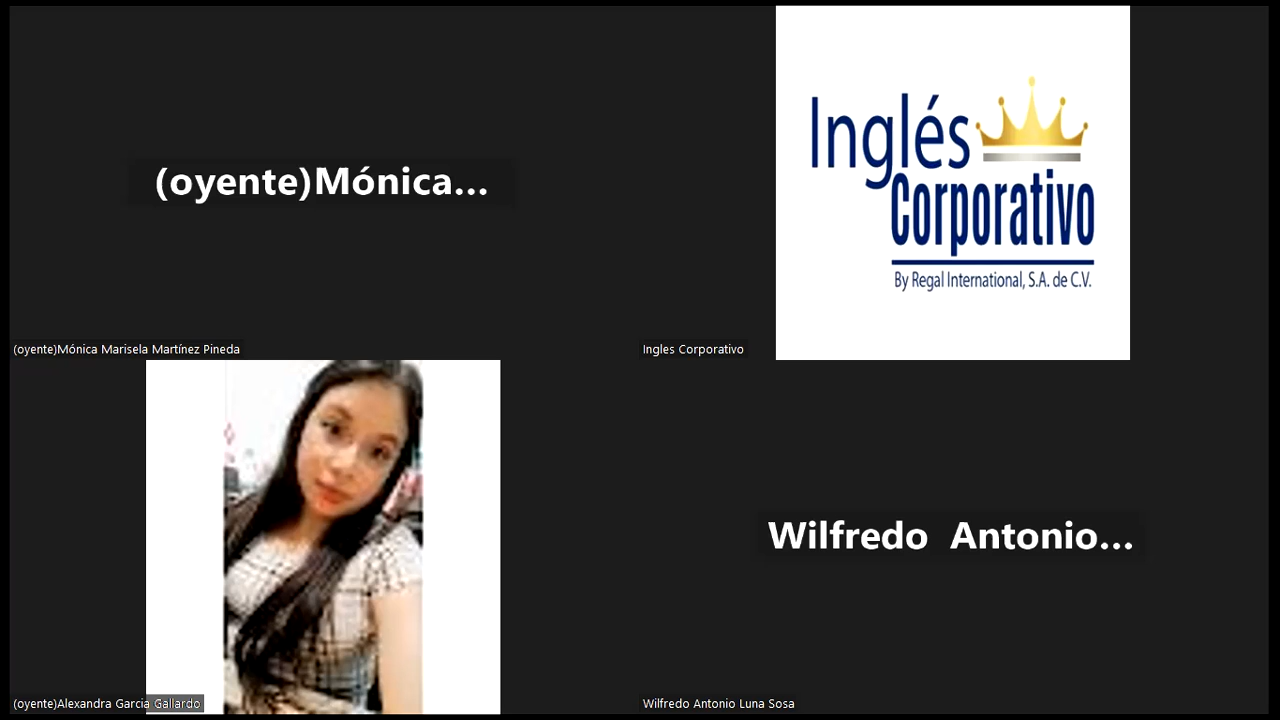 (oyente)Mónica...
(oyente)Mónica Marisela Martínez Pineda
Inglés
Corporativo
By Regal International, S.A. de C.V.
Ingles Corporativo
(oyente)Alexandra Garcia Gallardo
Wilfredo Antonio...
Wilfredo Antonio Luna Sosa